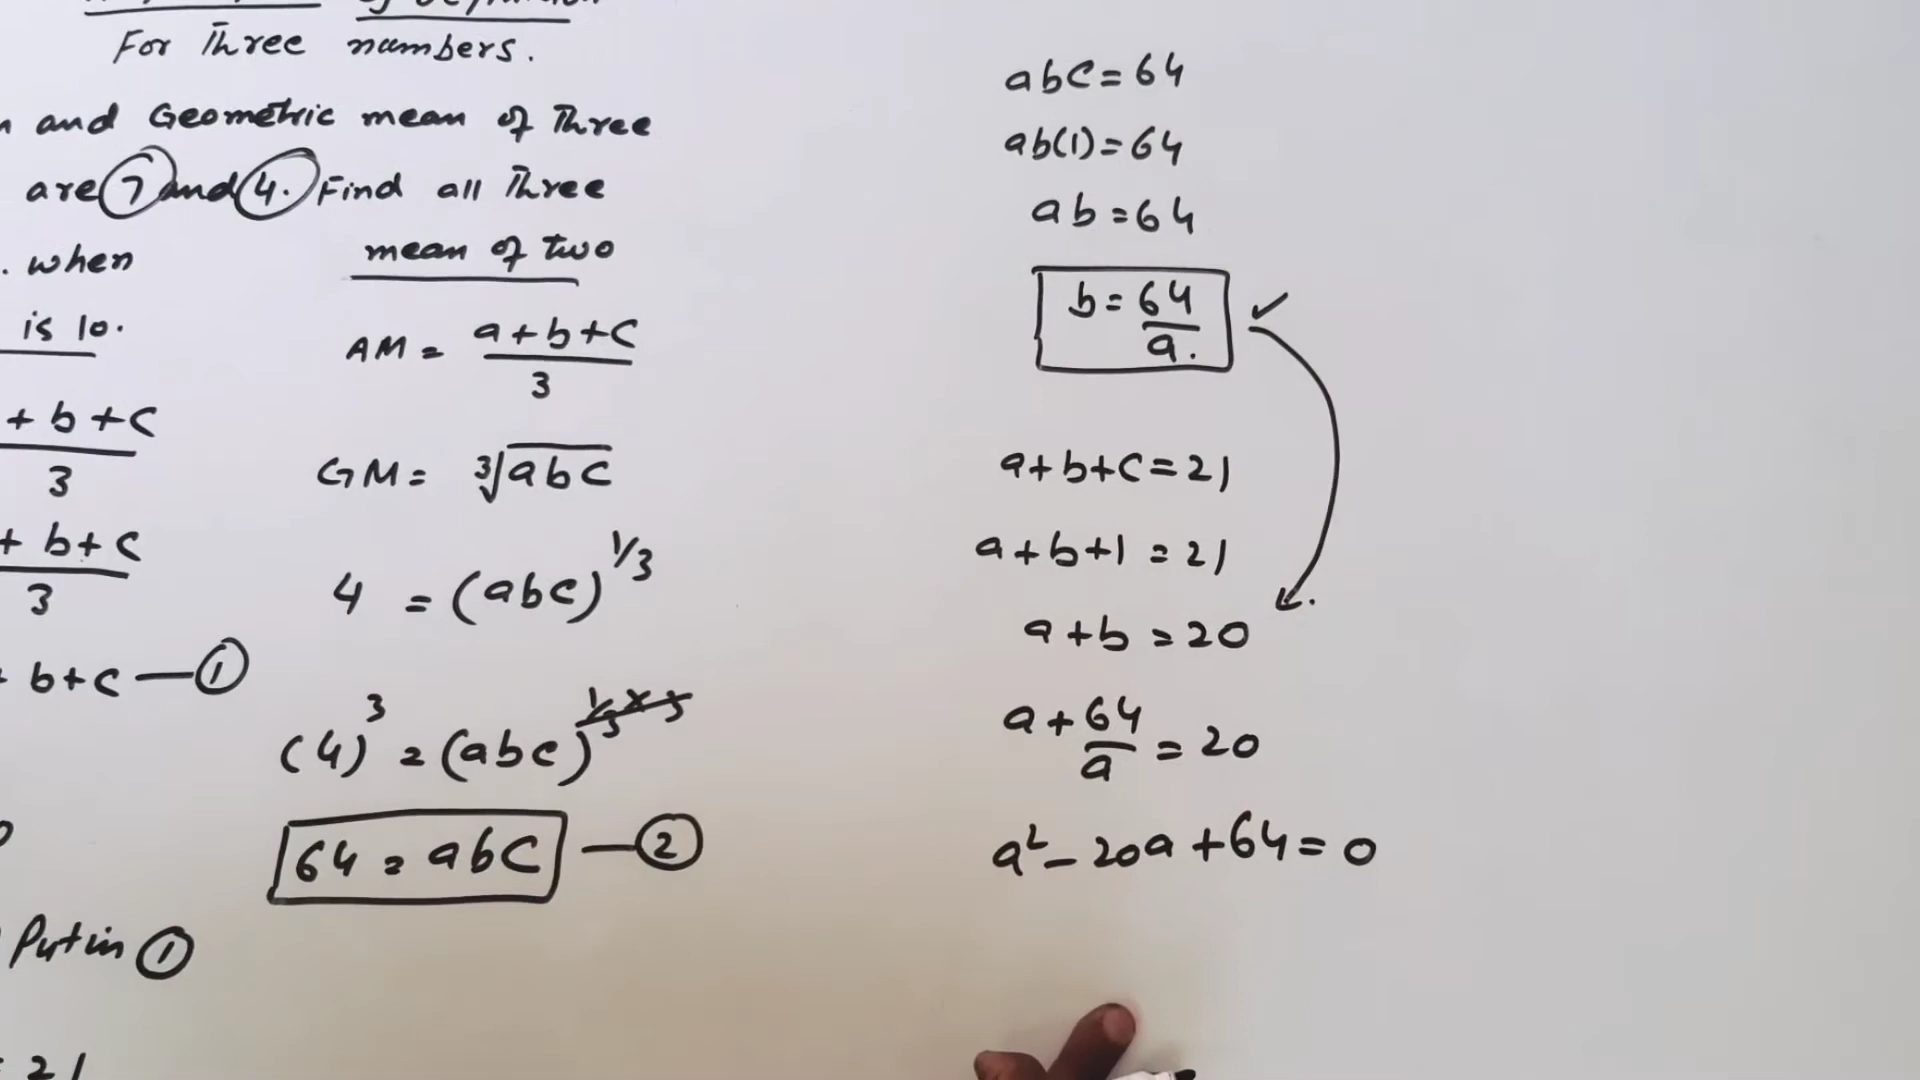 For Three numbers.
and Geometric mean of Three
are 7 and 4. Find all Three
. when mean of two
is 10.
AM = a+b+c/3
+ b + c
3
GM = ∛abc
+ b+c
3
4 = (abc)^1/3
b+c — ①
(4)^3 = (abc)^1/3×3
64 = abc — ②
Put in ①
21
abc = 64
ab(1) = 64
ab = 64
b = 64/a.
a+b+c = 21
a+b+1 = 21
a+b = 20
a + 64/a = 20
a² - 20a + 64 = 0